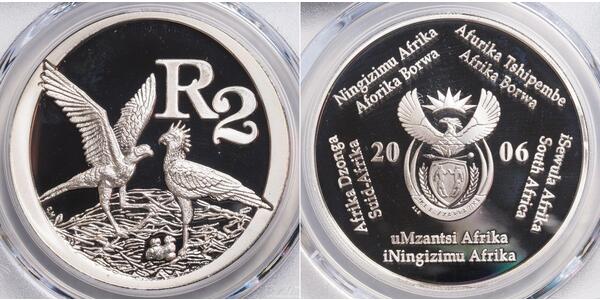 R2
Ningizimu Afrika
Aforika Borwa
Afurika Tshipembe
Afrika Borwa
Afrika Dzonga
Suid-Afrika
20 06
iSewula Afrika
South Africa
uMzantsi Afrika
iNingizimu Afrika